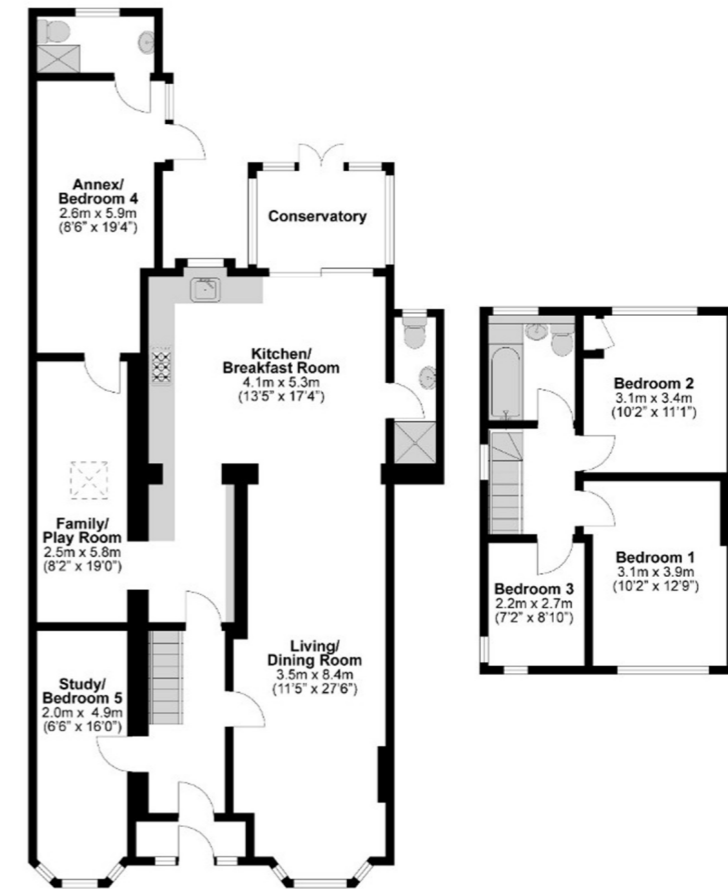 Annex/
Bedroom 4
2.6m x 5.9m
(8'6" x 19'4")
Conservatory
Kitchen/
Breakfast Room
4.1m x 5.3m
(13'5" x 17'4")
Family/
Play Room
2.5m x 5.8m
(8'2" x 19'0")
Living/
Dining Room
3.5m x 8.4m
(11'5" x 27'6")
Study/
Bedroom 5
2.0m x 4.9m
(6'6" x 16'0")
Bedroom 2
3.1m x 3.4m
(10'2" x 11'1")
Bedroom 1
3.1m x 3.9m
(10'2" x 12'9")
Bedroom 3
2.2m x 2.7m
(7'2" x 8'10")